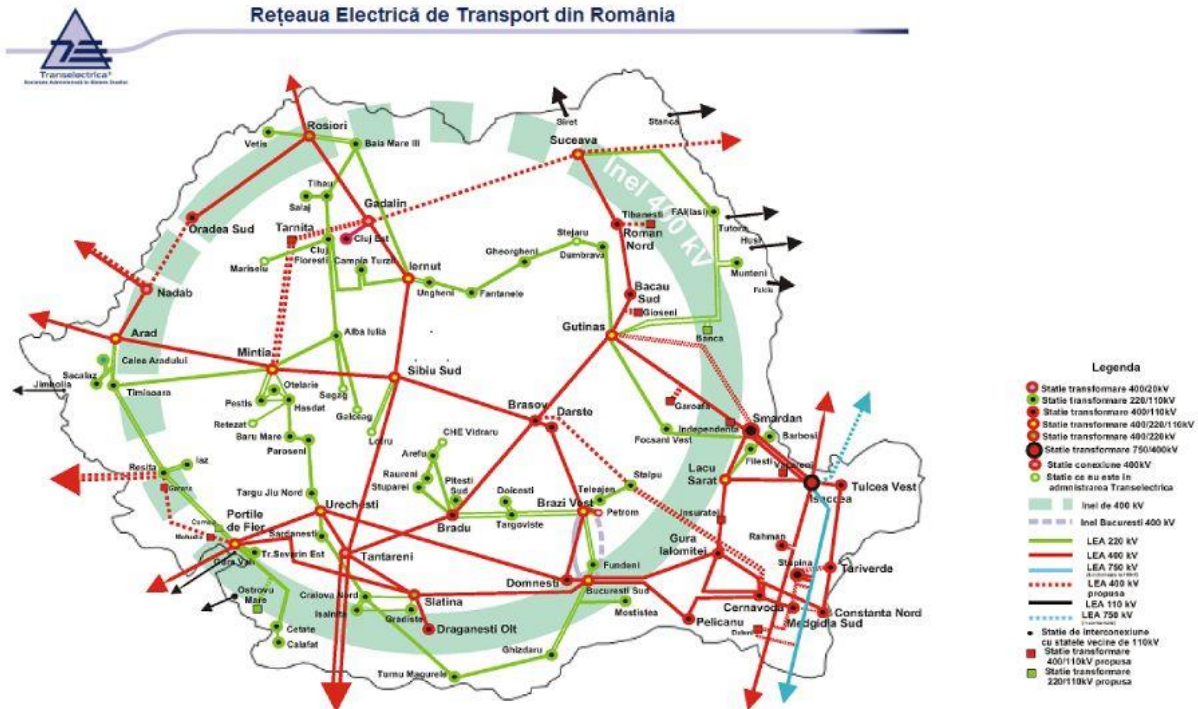 Rețeaua Electrică de Transport din România
Transelectrica®
Siret
Stanca
Rosiori
Vetis
Baia Mare III
Suceava
Inel 400 kV
Tihau
Salaj
Gadalin
Oradea Sud
Tarnita
Cluj Est
FAI(Iasi)
Tutora
Tibanesti
Roman
Nord
Stejaru
Dumbrava
Gheorgheni
Husi
Cluj
Floresti
Campia Turzii
Mariselu
Iernut
Ungheni
Fantanele
Munteni
Falciu
Nadab
Bacau
Sud
Gioseni
Arad
Alba Iulia
Gutinas
Banca
Calea Aradului
Sacalaz
Mintia
Sibiu Sud
Jimbolia
Timisoara
Otelarie
Pestis
Hasdat
Sugag
Galceag
Retezat
Baru Mare
Paroseni
Lotru
CHE Vidraru
Arefu
Brasov
Darste
Garoafa
Independenta
Smardan
Barbosi
Focsani Vest
Filesti
Resita
Iaz
Raureni
Stuparei
Pitesti
Sud
Doicesti
Targoviste
Stalpu
Teleajen
Brazi Vest
Petrom
Lacu
Sarat
Isaccea
Tulcea Vest
Targu Jiu Nord
Urechesti
Bradu
Insuratei
Portile
de Fier
Sardanesti
Tantareni
Gura
Ialomitei
Rahman
Stupina
Tariverde
Tr.Severin Est
Gura Vaii
Fundeni
Domnesti
Bucuresti Sud
Mostistea
Ostrovu
Mare
Craiova Nord
Isalnita
Gradiste
Slatina
Draganesti Olt
Cernavoda
Medgidia Sud
Constanta Nord
Pelicanu
Cetate
Calafat
Ghizdaru
Turnu Magurele
Legenda
Statie transformare 400/20kV
Statie transformare 220/110kV
Statie transformare 400/110kV
Statie transformare 400/220/110kV
Statie transformare 400/220kV
Statie transformare 750/400kV
Statie conexiune 400kV
Statie ce nu este in
admnistrarea Transelectrica
Inel de 400 kV
Inel Bucuresti 400 kV
LEA 220 kV
LEA 400 kV
LEA 750 kV
LEA 400 kV
propusa
LEA 110 kV
LEA 750 kV
Statie de interconexiune
cu statele vecine de 110kV
Statie transformare
400/110kV propusa
Statie transformare
220/110kV propusa